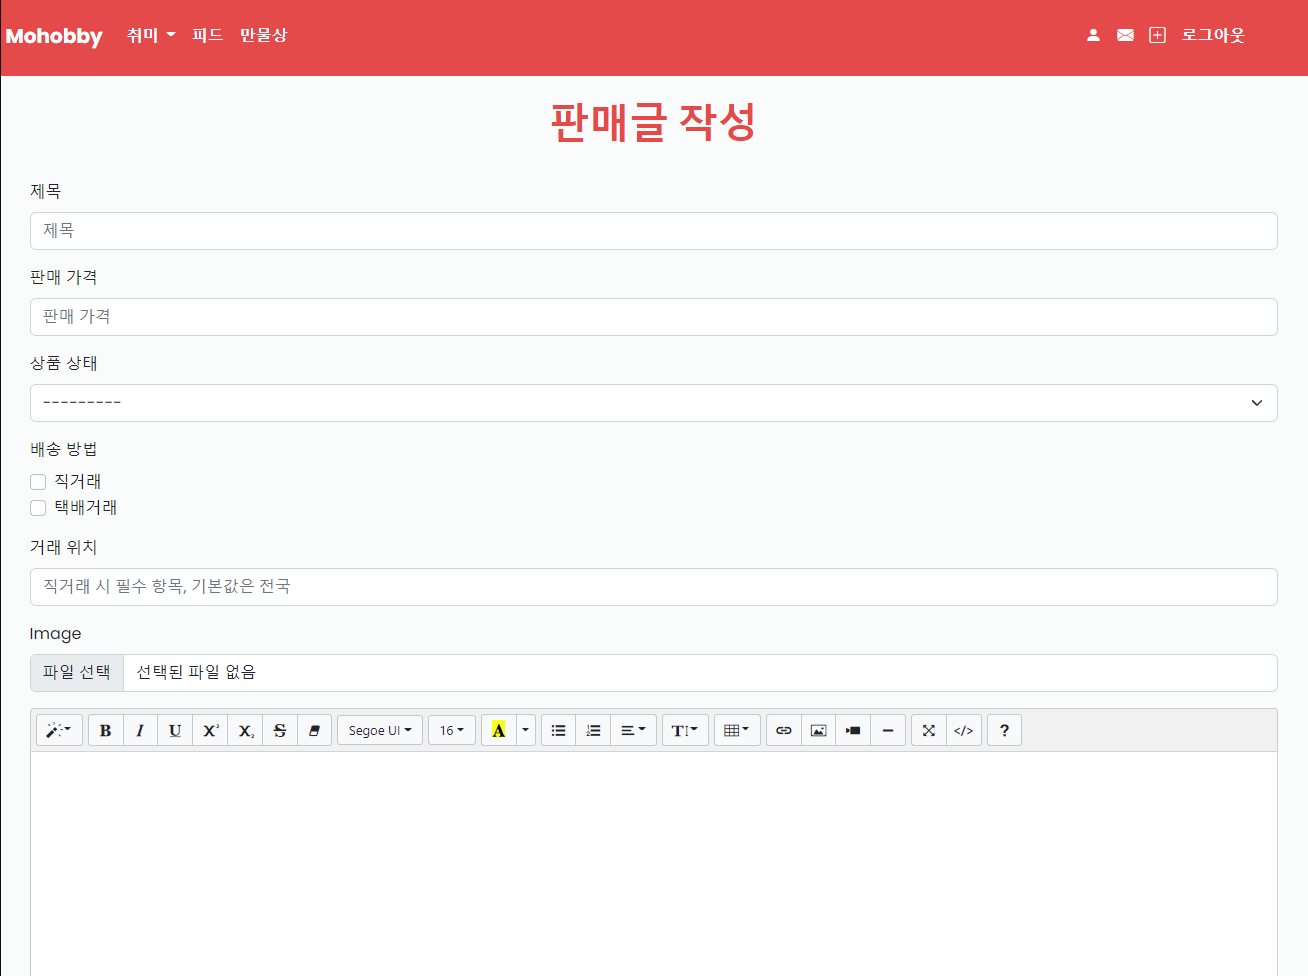 Mohobby 취미 피드 만물상 로그아웃
판매글 작성
제목
제목
판매 가격
판매 가격
상품 상태
---------
배송 방법
직거래
택배거래
거래 위치
직거래 시 필수 항목, 기본값은 전국
Image
파일 선택 선택된 파일 없음
B I U X² X₂ S Segoe UI 16 A T </> ?